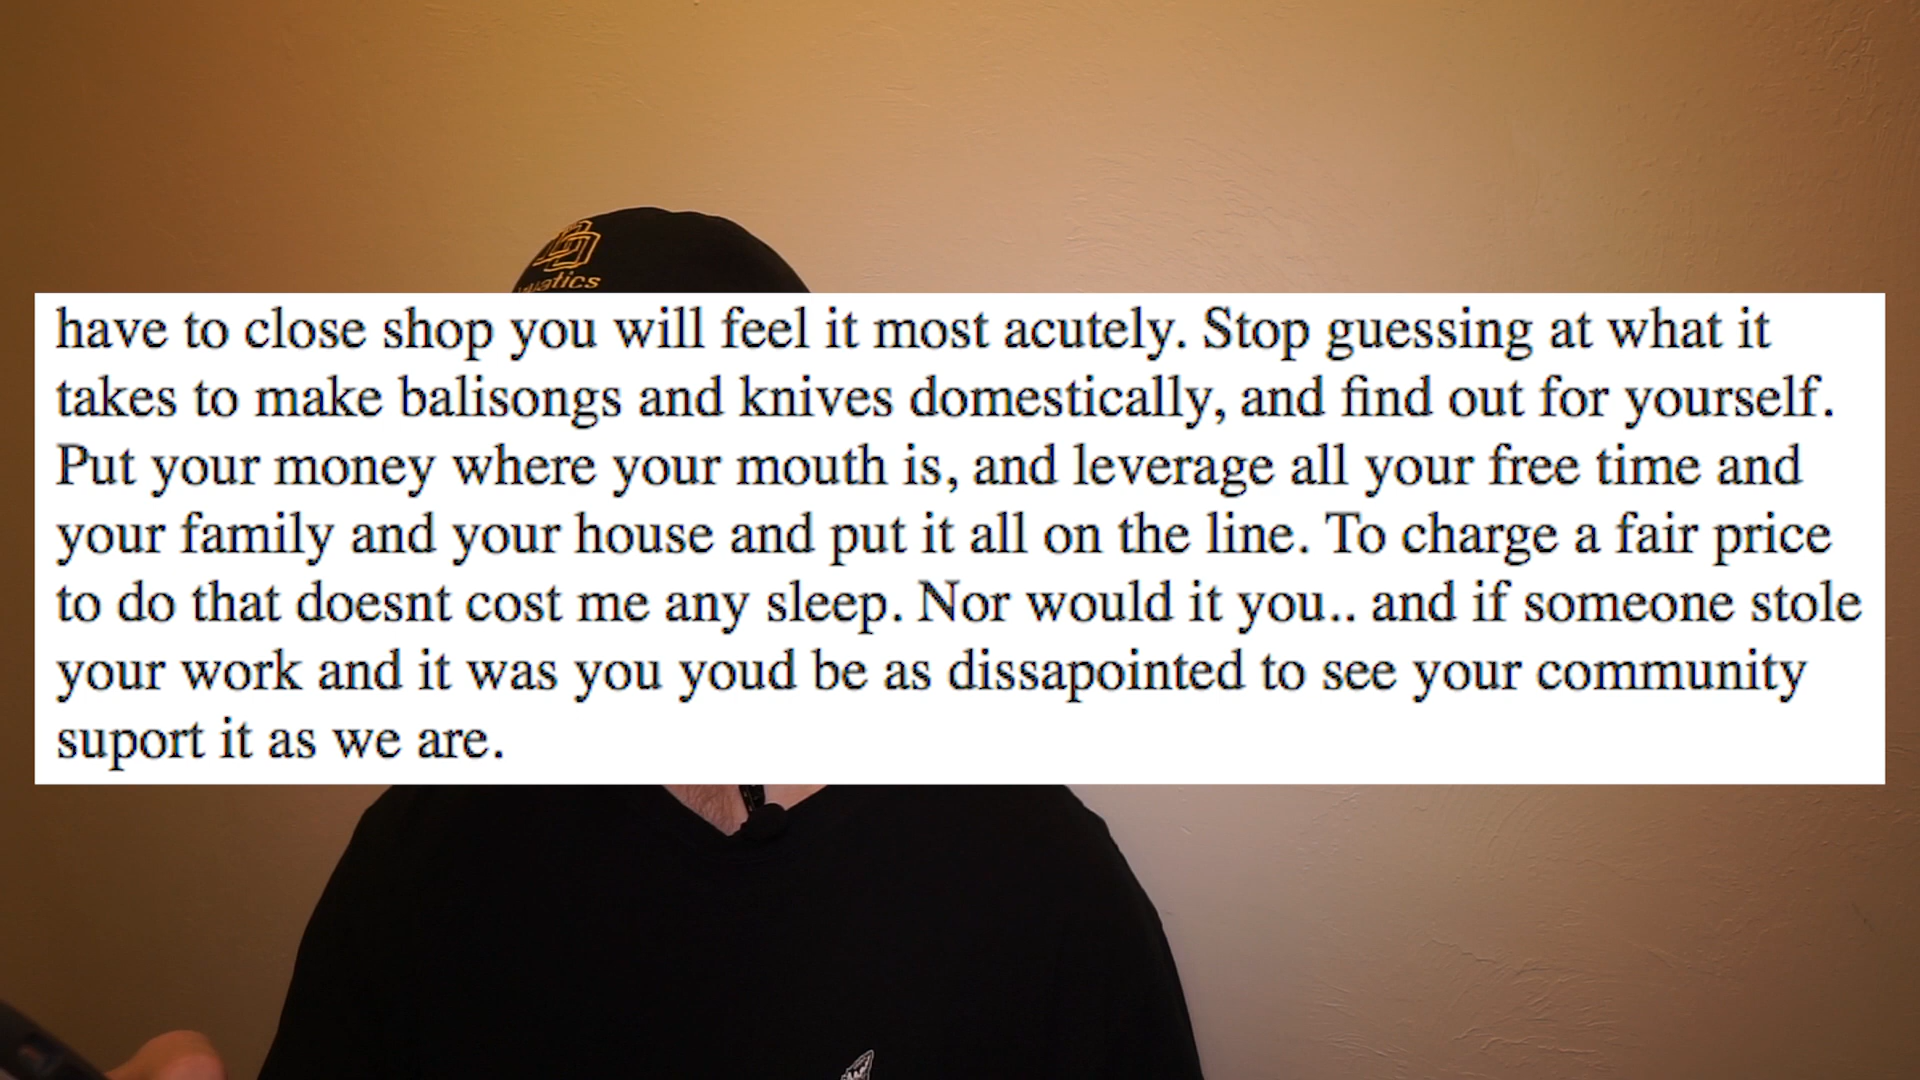 have to close shop you will feel it most acutely. Stop guessing at what it
takes to make balisongs and knives domestically, and find out for yourself.
Put your money where your mouth is, and leverage all your free time and
your family and your house and put it all on the line. To charge a fair price
to do that doesnt cost me any sleep. Nor would it you.. and if someone stole
your work and it was you youd be as dissapointed to see your community
suport it as we are.